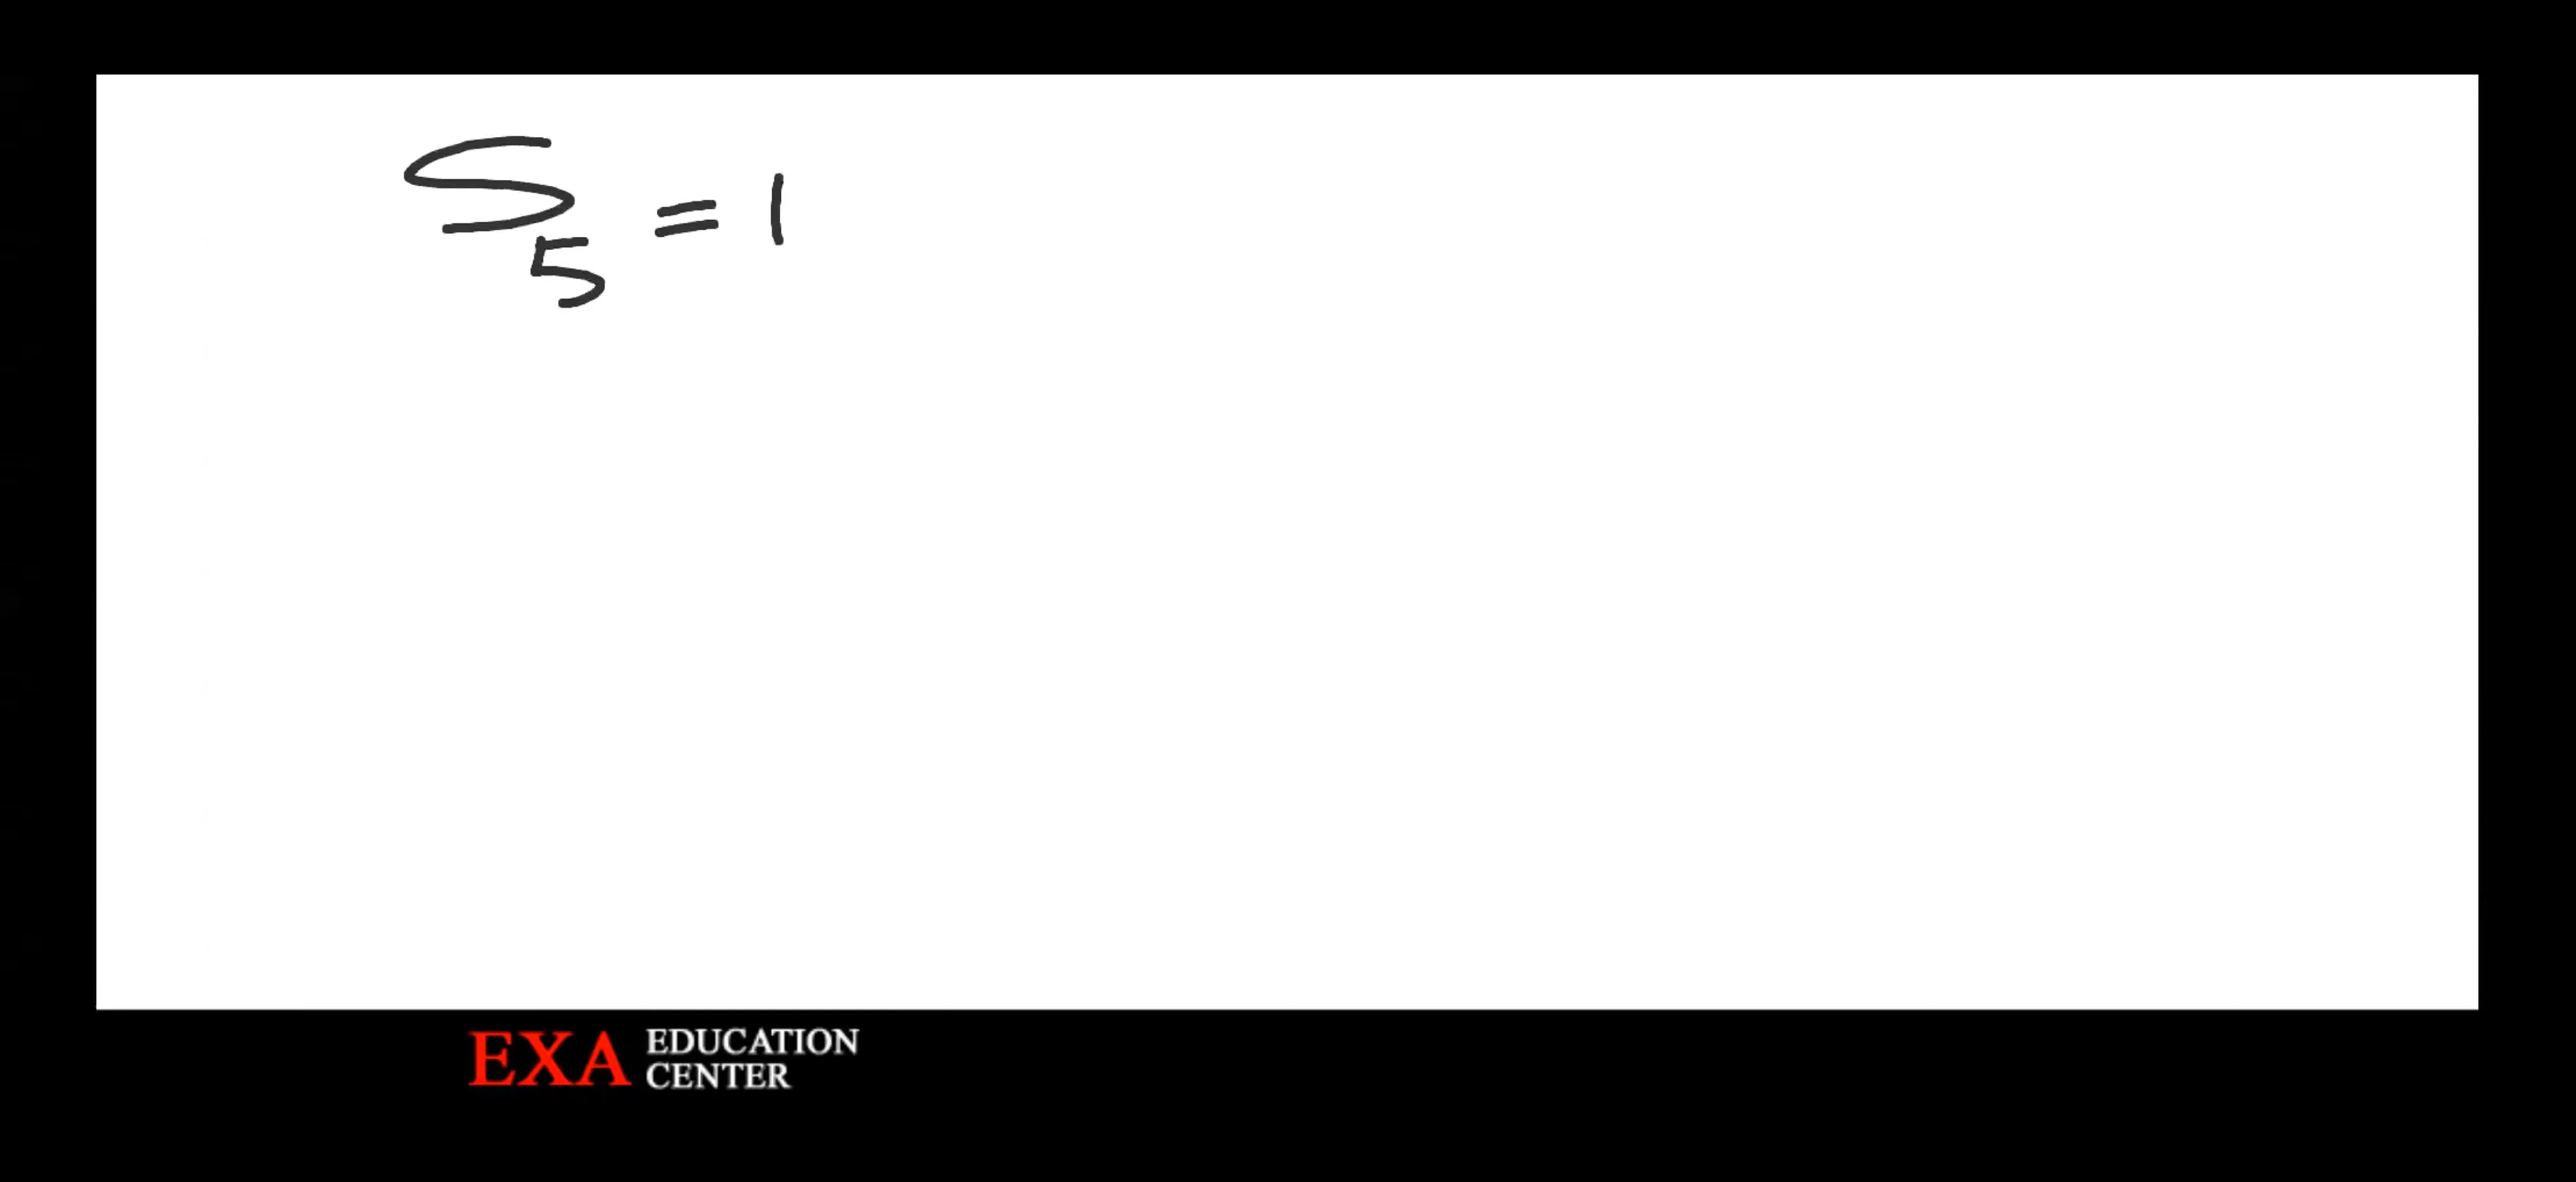 S₅ = 1
EXA EDUCATION
CENTER